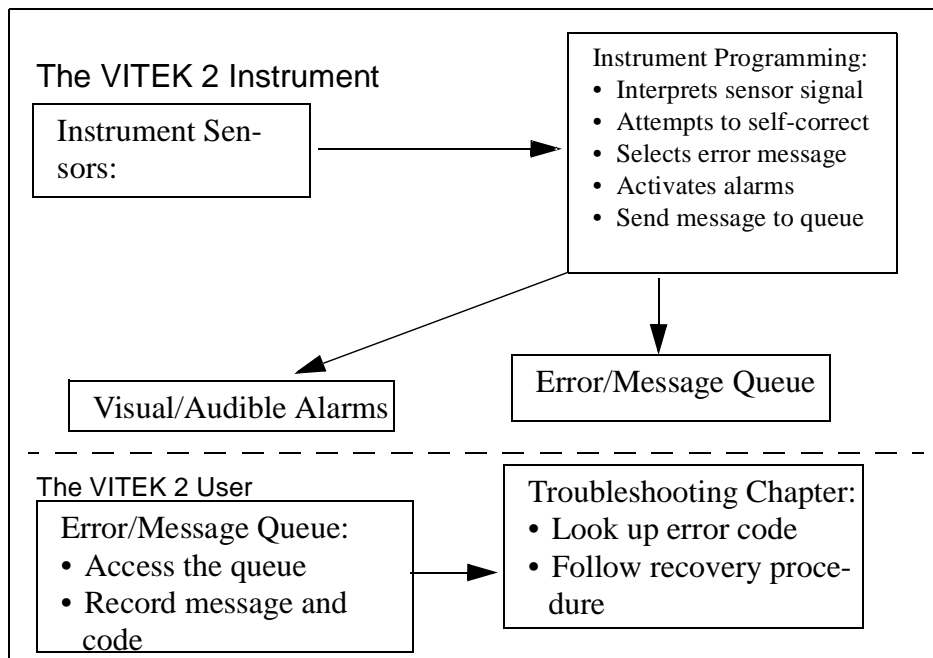 The VITEK 2 Instrument
Instrument Sen-
sors:
Instrument Programming:
• Interprets sensor signal
• Attempts to self-correct
• Selects error message
• Activates alarms
• Send message to queue
Visual/Audible Alarms
Error/Message Queue
The VITEK 2 User
Error/Message Queue:
• Access the queue
• Record message and
code
Troubleshooting Chapter:
• Look up error code
• Follow recovery proce-
dure